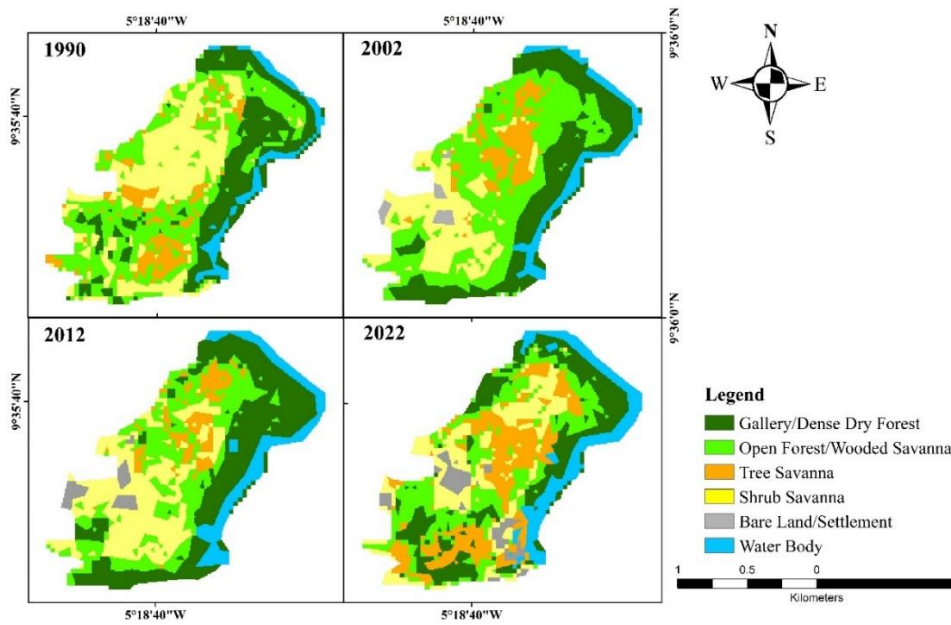 5°18'40"W
5°18'40"W
1990
2002
9°35'40"N
9°36'0"N
N
W
E
S
2012
2022
9°35'40"N
9°36'0"N
5°18'40"W
5°18'40"W
Legend
Gallery/Dense Dry Forest
Open Forest/Wooded Savanna
Tree Savanna
Shrub Savanna
Bare Land/Settlement
Water Body
1
0.5
0
Kilometers